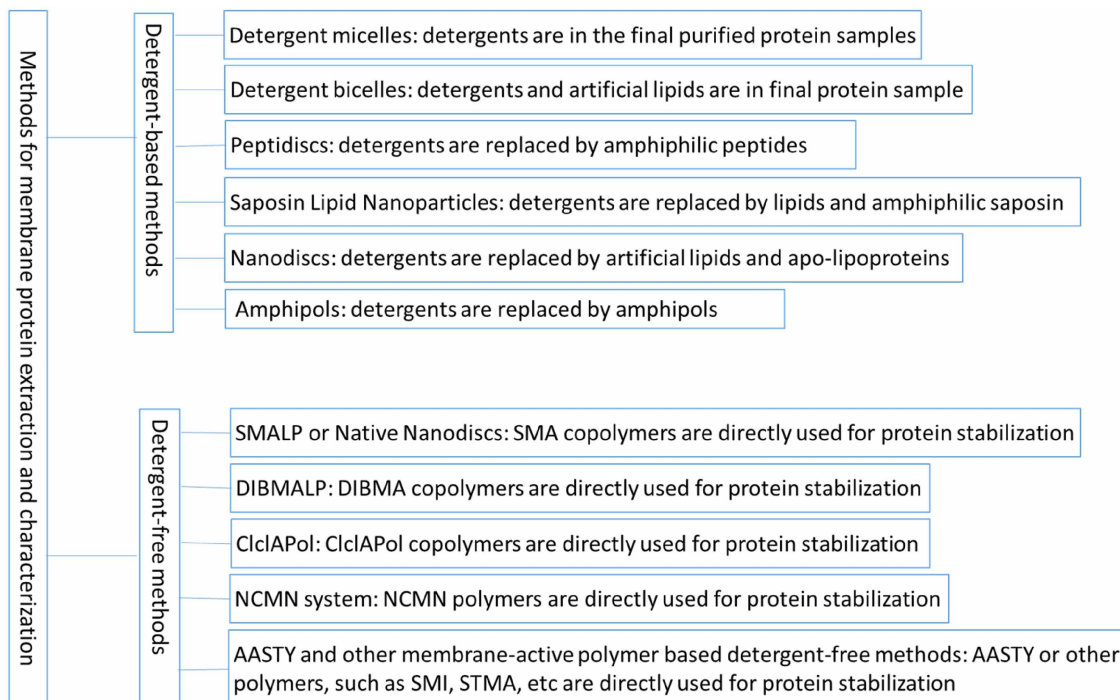 Methods for membrane protein extraction and characterization
Detergent-based methods
Detergent micelles: detergents are in the final purified protein samples
Detergent bicelles: detergents and artificial lipids are in final protein sample
Peptidiscs: detergents are replaced by amphiphilic peptides
Saposin Lipid Nanoparticles: detergents are replaced by lipids and amphiphilic saposin
Nanodiscs: detergents are replaced by artificial lipids and apo-lipoproteins
Amphipols: detergents are replaced by amphipols
Detergent-free methods
SMALP or Native Nanodiscs: SMA copolymers are directly used for protein stabilization
DIBMALP: DIBMA copolymers are directly used for protein stabilization
ClclAPol: ClclAPol copolymers are directly used for protein stabilization
NCMN system: NCMN polymers are directly used for protein stabilization
AASTY and other membrane-active polymer based detergent-free methods: AASTY or other
polymers, such as SMI, STMA, etc are directly used for protein stabilization